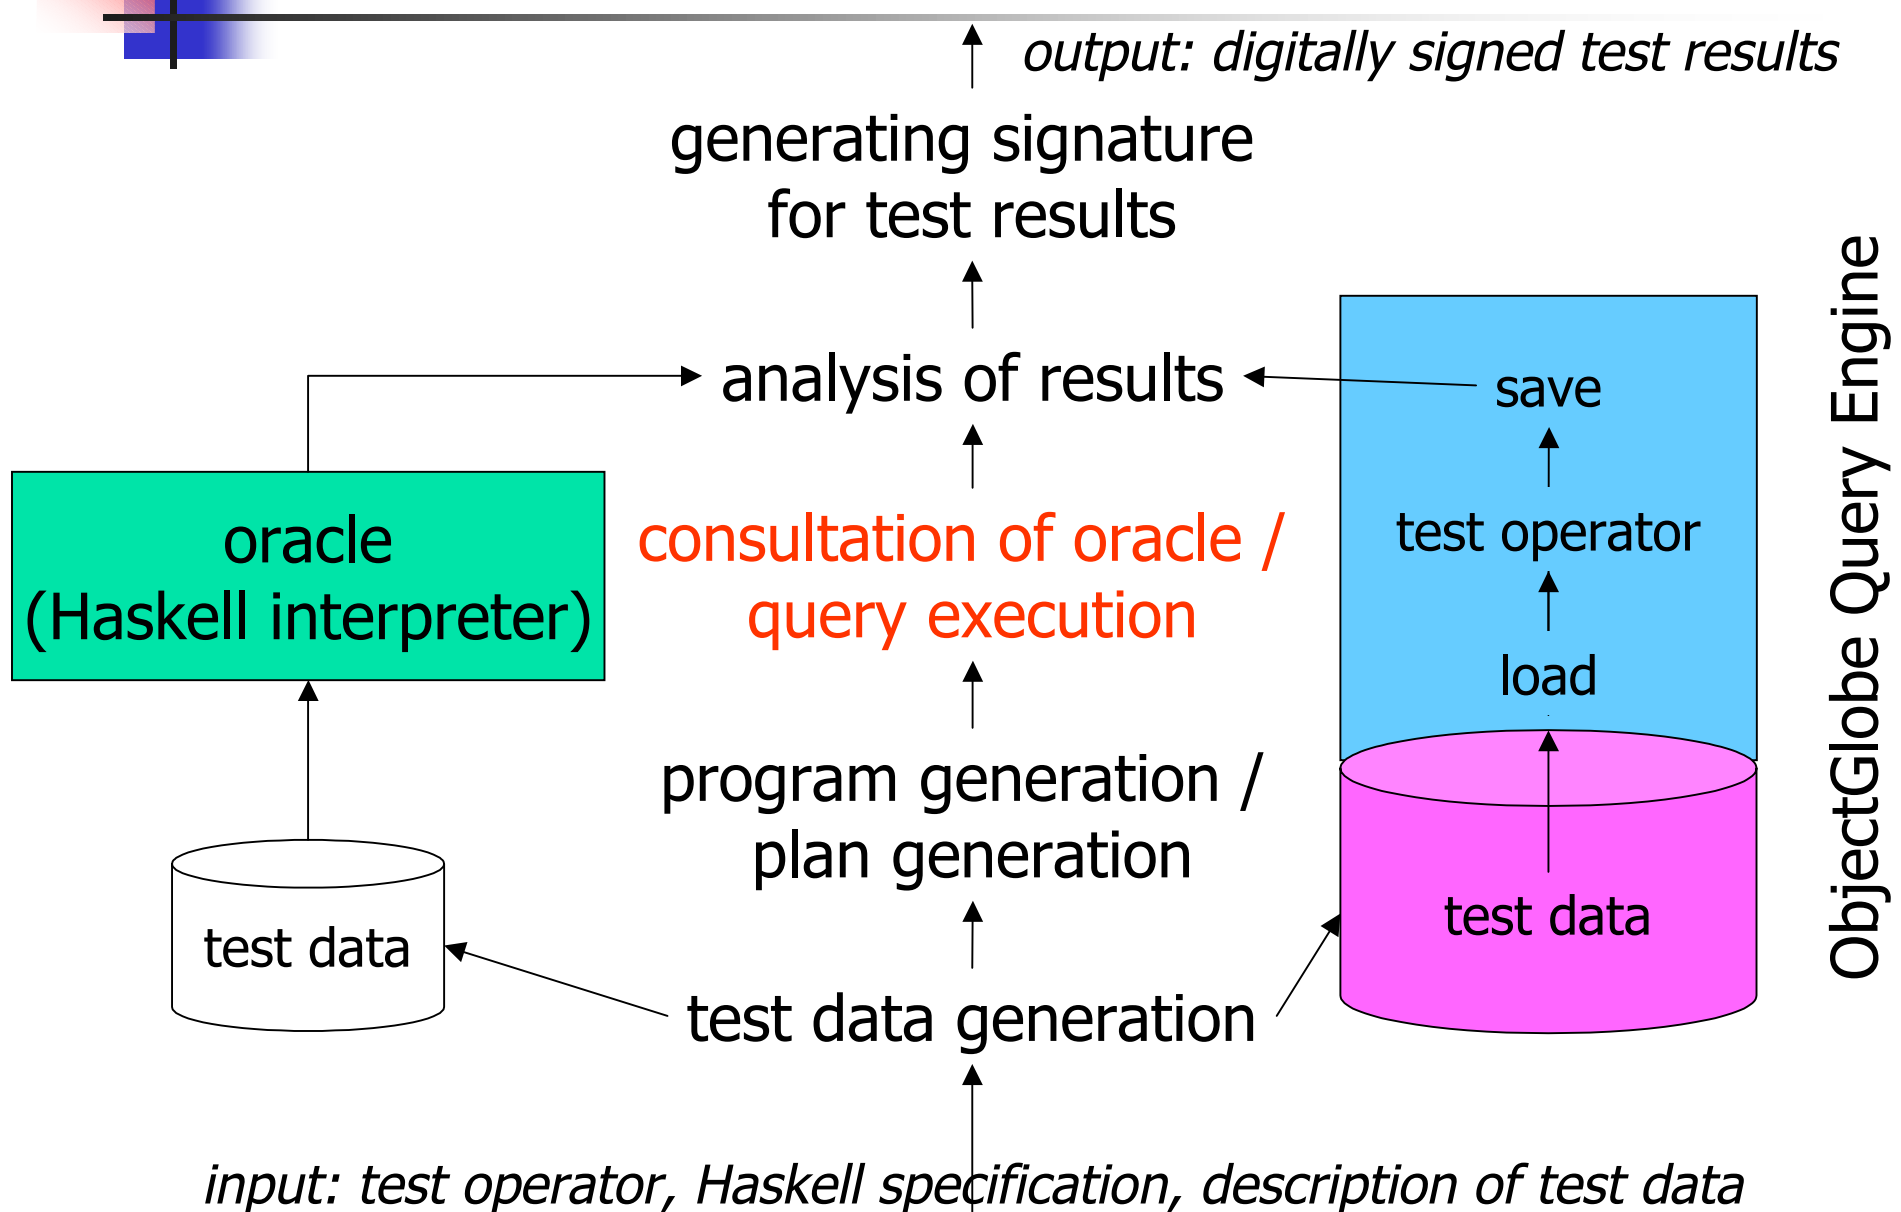 output: digitally signed test results
generating signature
for test results
analysis of results
save
oracle
(Haskell interpreter)
consultation of oracle /
query execution
test operator
load
program generation /
plan generation
test data
test data
test data generation
ObjectGlobe Query Engine
input: test operator, Haskell specification, description of test data